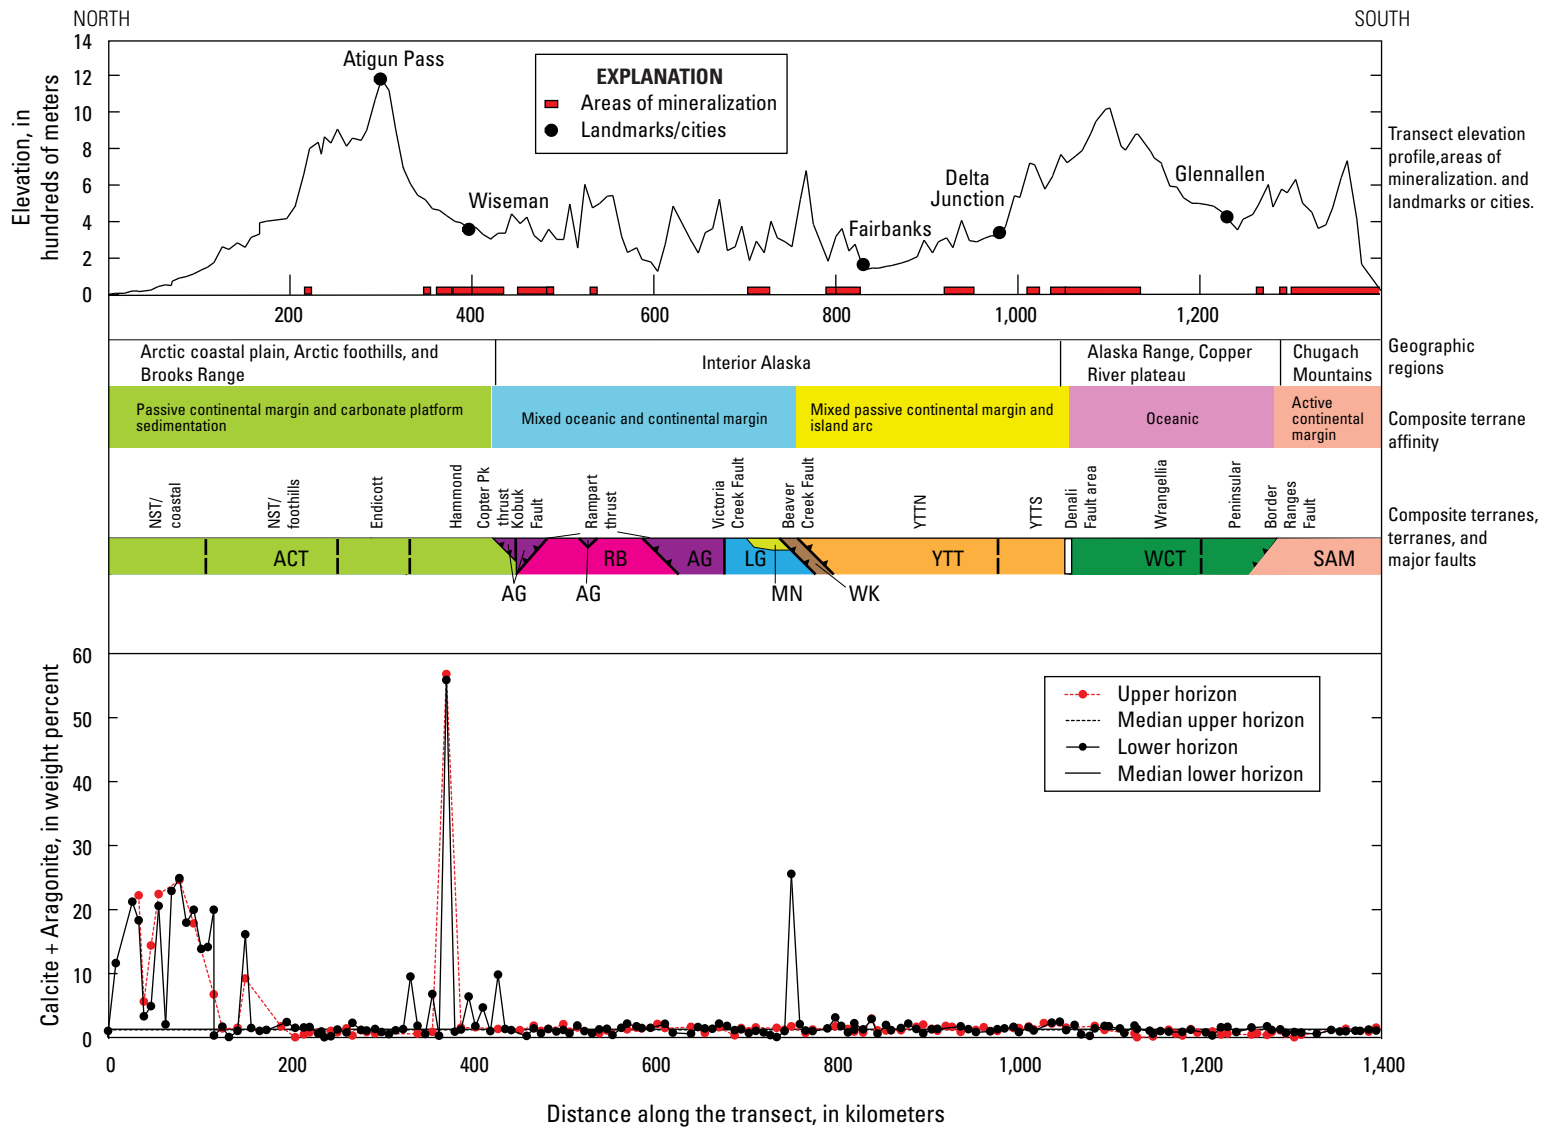 NORTH
SOUTH
14
12
10
8
6
4
2
0
Elevation, in
hundreds of meters
Atigun Pass
EXPLANATION
Areas of mineralization
Landmarks/cities
Wiseman
Fairbanks
Delta
Junction
Glennallen
Transect elevation
profile,areas of
mineralization. and
landmarks or cities.
200
400
600
800
1,000
1,200
Arctic coastal plain, Arctic foothills, and
Brooks Range
Interior Alaska
Alaska Range, Copper
River plateau
Chugach
Mountains
Geographic
regions
Passive continental margin and carbonate platform
sedimentation
Mixed oceanic and continental margin
Mixed passive continental margin and
island arc
Oceanic
Active
continental
margin
Composite terrane
affinity
NST/
coastal
NST/
foothills
Endicott
Hammond
Copter Pk
thrust
Kobuk
Fault
Rampart
thrust
Victoria
Creek Fault
Beaver
Creek Fault
YTTN
YTTS
Denali
Fault area
Wrangellia
Peninsular
Border
Ranges
Fault
Composite terranes,
terranes, and
major faults
ACT
RB
AG
LG
YTT
WCT
SAM
AG
AG
MN
WK
60
50
40
30
20
10
0
Calcite + Aragonite, in weight percent
Upper horizon
Median upper horizon
Lower horizon
Median lower horizon
0
200
400
600
800
1,000
1,200
1,400
Distance along the transect, in kilometers